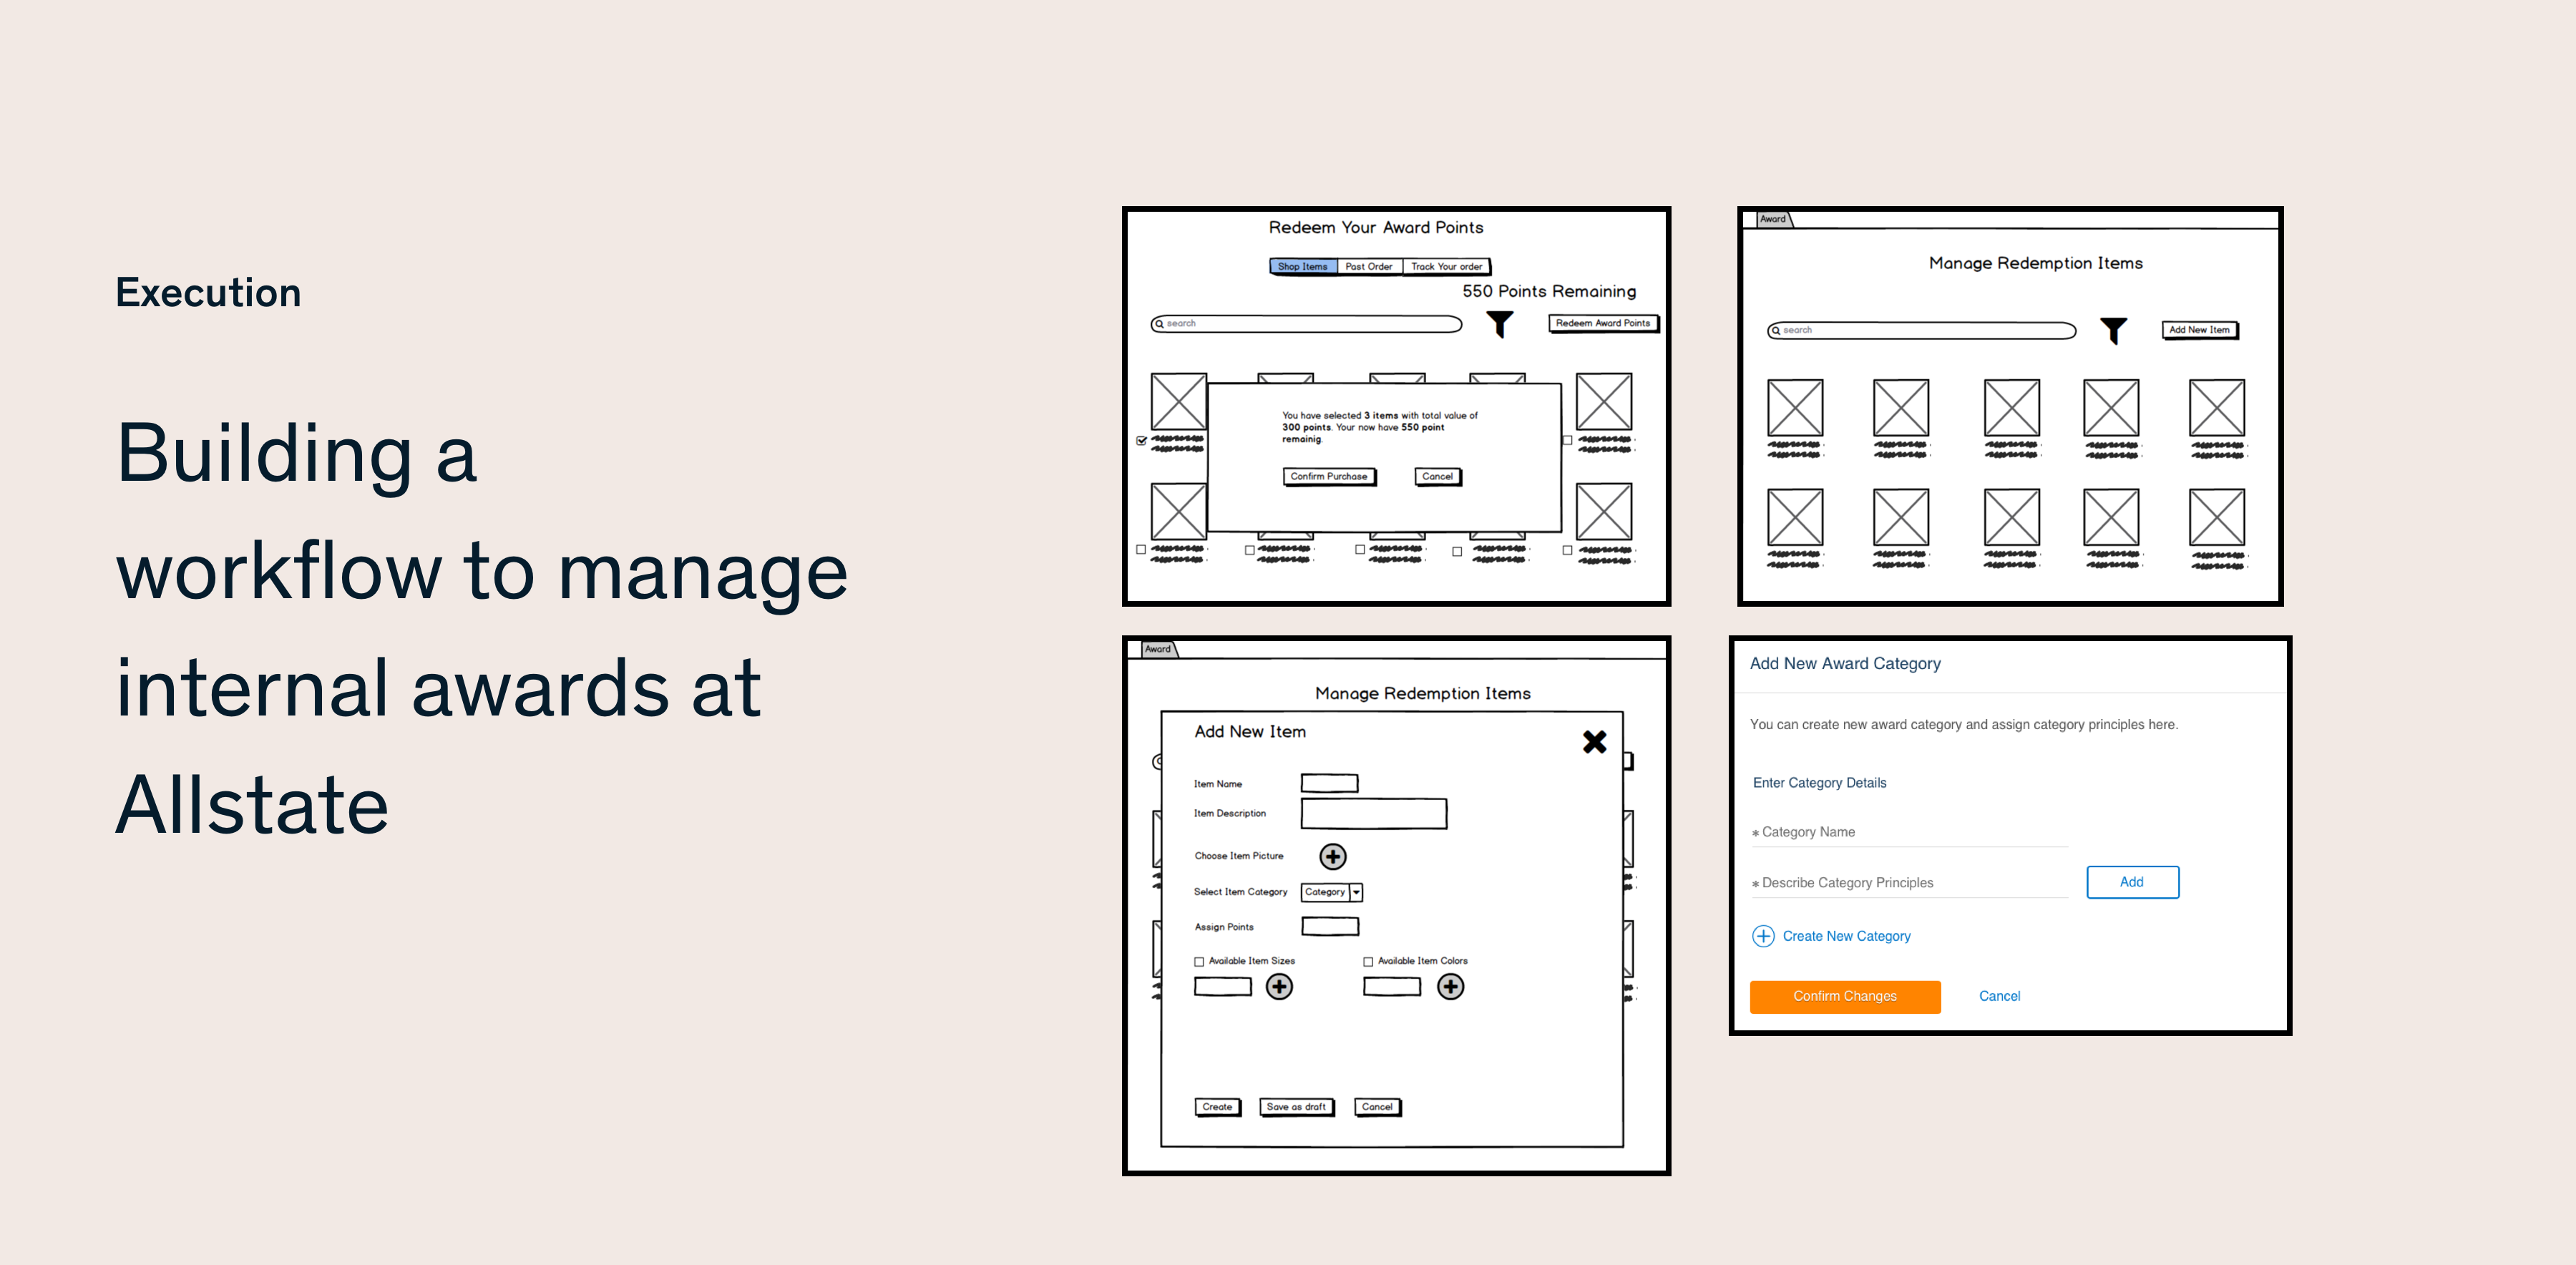 Execution
Building a
workflow to manage
internal awards at
Allstate
Redeem Your Award Points
Shop Items
Past Order
Track Your order
550 Points Remaining
search
Redeem Award Points
You have selected 3 items with total value of
300 points. Your now have 550 point
remainig.
Confirm Purchase
Cancel
Award
Manage Redemption Items
search
Add New Item
Award
Manage Redemption Items
Add New Item
Item Name
Item Description
Choose Item Picture
Select Item Category
Category
Assign Points
Available Item Sizes
Available Item Colors
Create
Save as draft
Cancel
Add New Award Category
You can create new award category and assign category principles here.
Enter Category Details
* Category Name
* Describe Category Principles
Add
Create New Category
Confirm Changes
Cancel